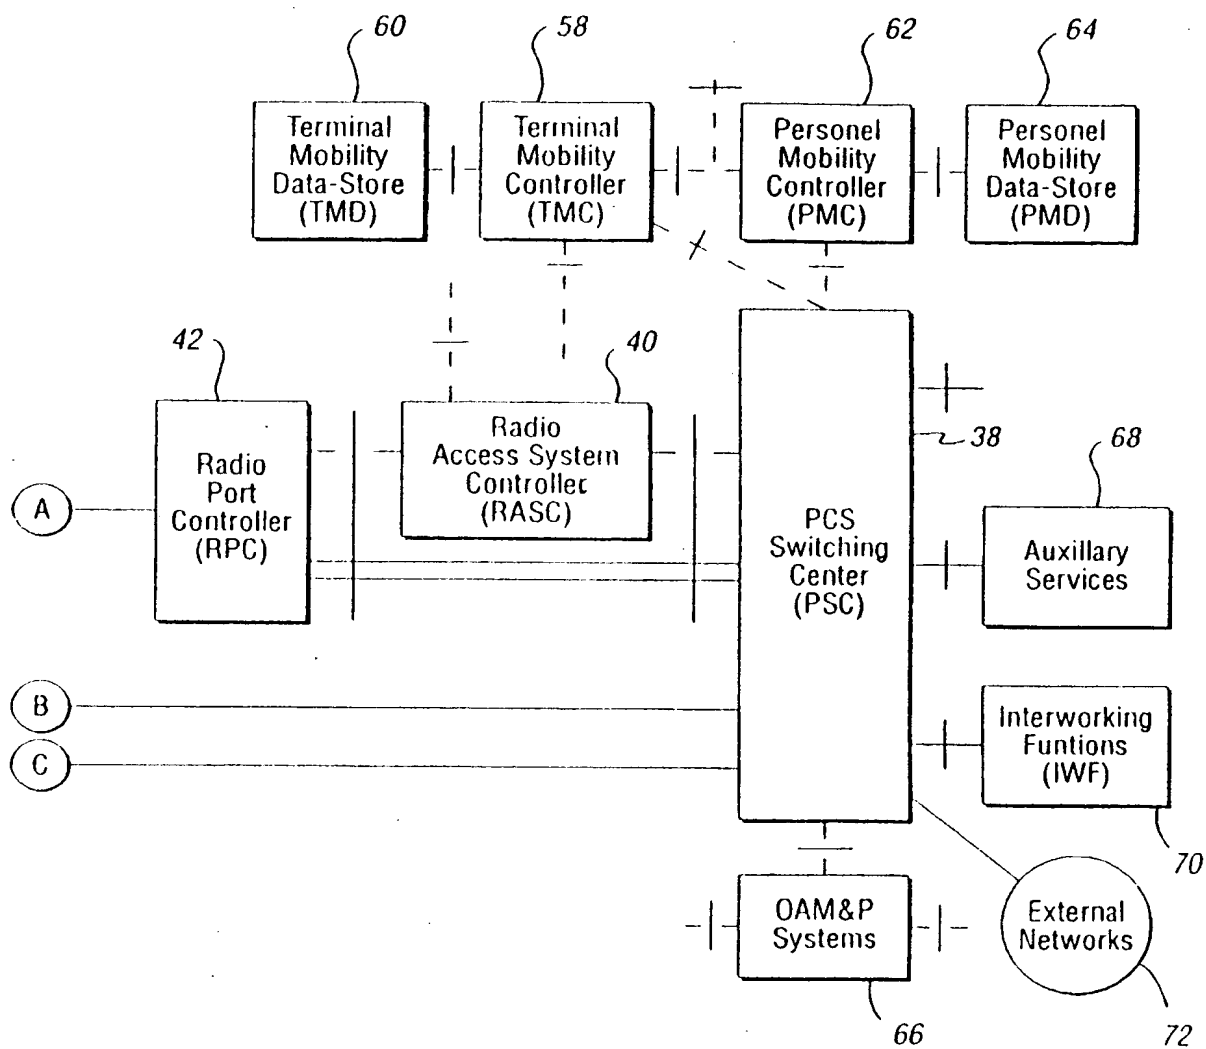 60
58
62
64
Terminal
Mobility
Data-Store
(TMD)
Terminal
Mobility
Controller
(TMC)
Personel
Mobility
Controller
(PMC)
Personel
Mobility
Data-Store
(PMD)
42
40
38
68
Radio
Port
Controller
(RPC)
Radio
Access System
Controller
(RASC)
A
PCS
Switching
Center
(PSC)
Auxillary
Services
B
C
Interworking
Funtions
(IWF)
70
OAM&P
Systems
External
Networks
66
72